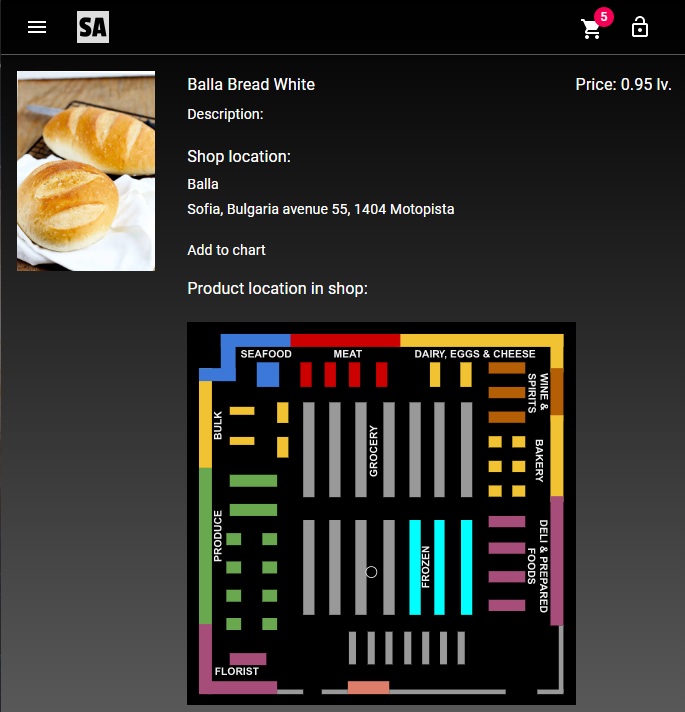 SA
5
Balla Bread White
Price: 0.95 lv.
Description:
Shop location:
Balla
Sofia, Bulgaria avenue 55, 1404 Motopista
Add to chart
Product location in shop:
SEAFOOD
MEAT
DAIRY, EGGS & CHEESE
WINE &
SPIRITS
BULK
GROCERY
BAKERY
PRODUCE
FROZEN
DELI & PREPARED
FOODS
FLORIST